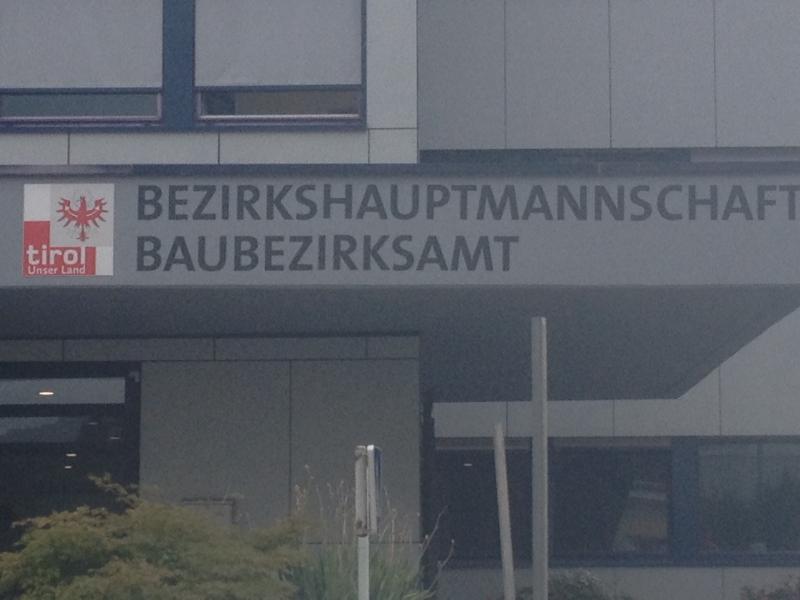 tirol
Unser Land
BEZIRKSHAUPTMANNSCHAFT
BAUBEZIRKSAMT